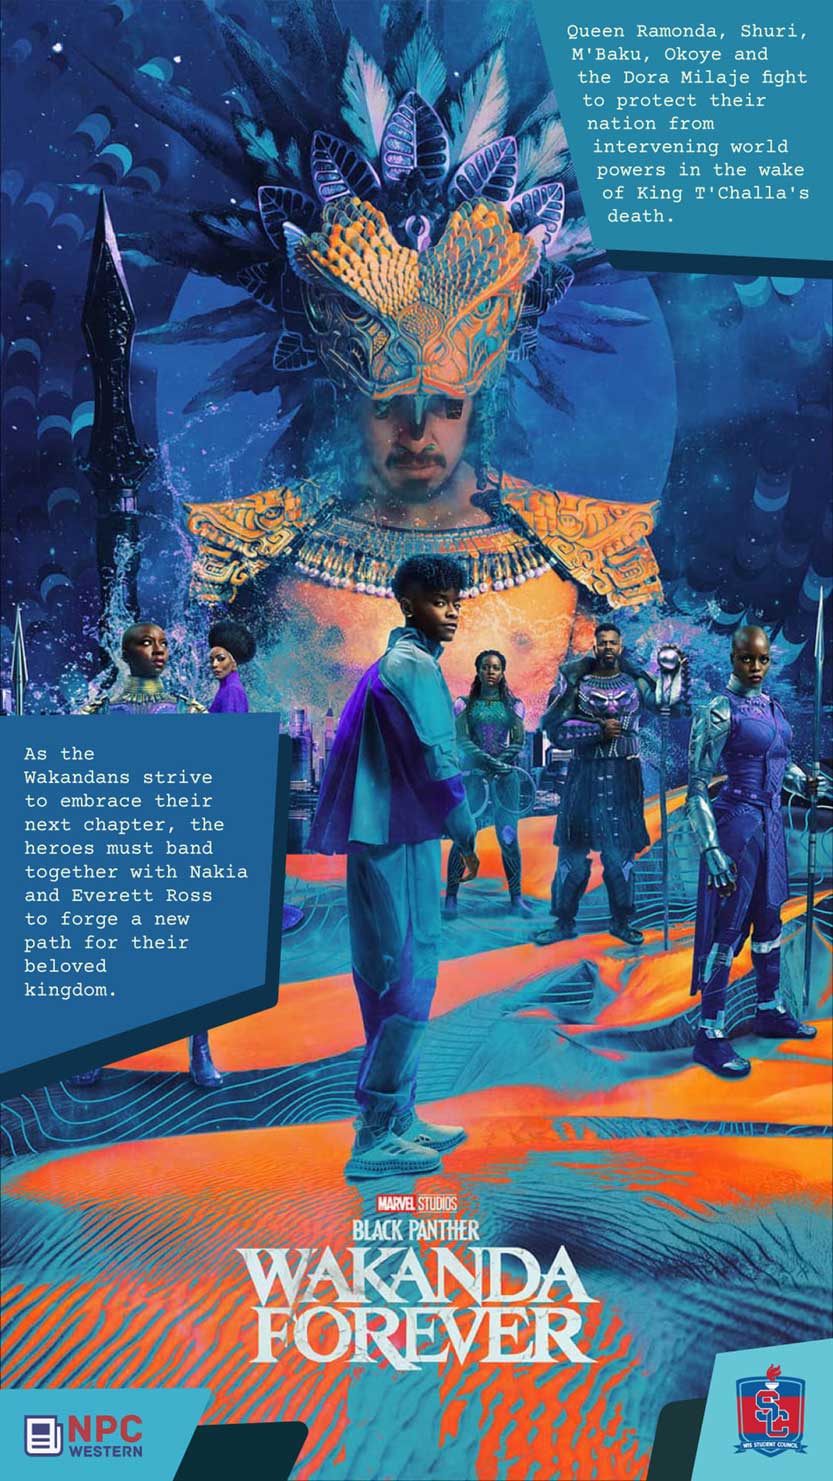 Queen Ramonda, Shuri,
M'Baku, Okoye and
the Dora Milaje fight
to protect their
nation from
intervening world
powers in the wake
of King T'Challa's
death.
As the
Wakandans strive
to embrace their
next chapter, the
heroes must band
together with Nakia
and Everett Ross
to forge a new
path for their
beloved
kingdom.
MARVEL STUDIOS
BLACK PANTHER
WAKANDA
FOREVER
NPC
WESTERN
SC
WIS STUDENT COUNCIL